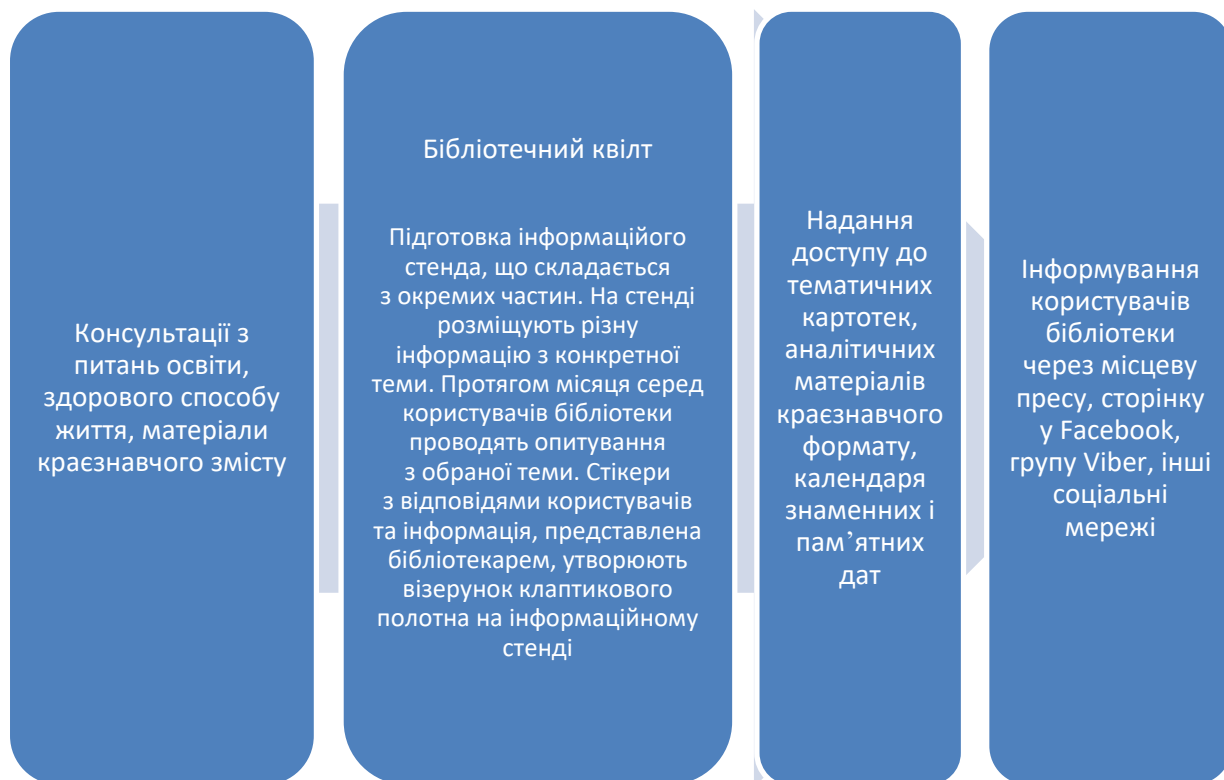 Консультації з
питань освіти,
здорового способу
життя, матеріали
краєзнавчого змісту
Бібліотечний квілт
Підготовка інформаційого
стенда, що складається
з окремих частин. На стенді
розміщують різну
інформацію з конкретної
теми. Протягом місяця серед
користувачів бібліотеки
проводять опитування
з обраної теми. Стікери
з відповідями користувачів
та інформація, представлена
бібліотекарем, утворюють
візерунок клаптикового
полотна на інформаційному
стенді
Надання
доступу до
тематичних
картотек,
аналітичних
матеріалів
краєзнавчого
формату,
календаря
знаменних і
пам’ятних
дат
Інформування
користувачів
бібліотеки
через місцеву
пресу, сторінку
у Facebook,
групу Viber, інші
соціальні
мережі